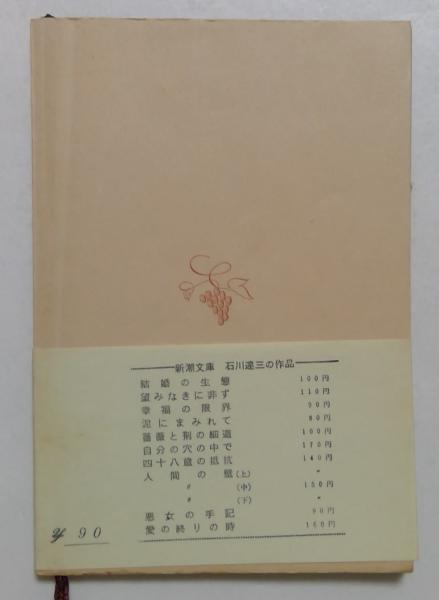 新潮文庫 石川達三の作品
結婚の生態 100円
望みなきに非ず 110円
幸福の限界 90円
泥にまみれて 80円
薔薇と荊の細道 100円
自分の穴の中で 170円
四十八歳の抵抗 140円
人間の壁(上) 〃
〃 (中) 150円
〃 (下) 〃
悪女の手記 90円
愛の終りの時 160円
¥ 90